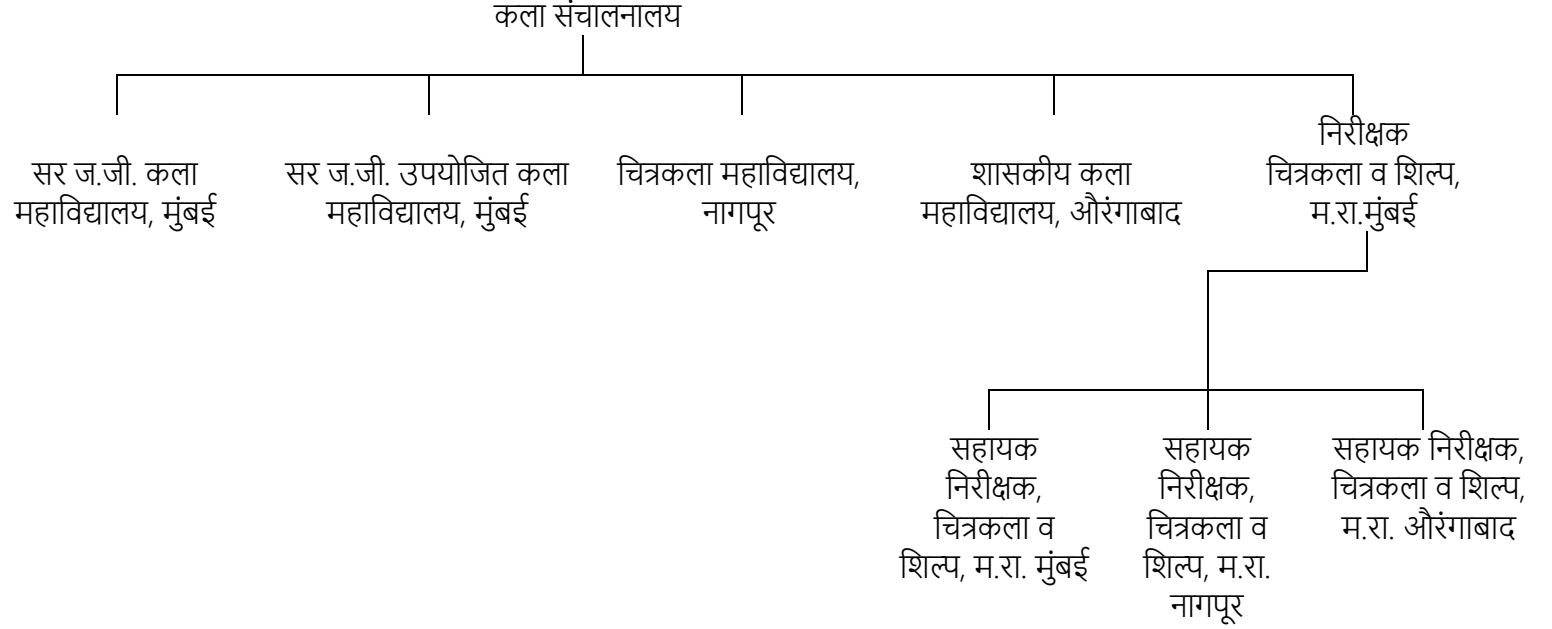 कला संचालनालय
सर ज.जी. कला
महाविद्यालय, मुंबई
सर ज.जी. उपयोजित कला
महाविद्यालय, मुंबई
चित्रकला महाविद्यालय,
नागपूर
शासकीय कला
महाविद्यालय, औरंगाबाद
निरीक्षक
चित्रकला व शिल्प,
म.रा.मुंबई
सहायक
निरीक्षक,
चित्रकला व
शिल्प, म.रा. मुंबई
सहायक
निरीक्षक,
चित्रकला व
शिल्प, म.रा.
नागपूर
सहायक निरीक्षक,
चित्रकला व शिल्प,
म.रा. औरंगाबाद